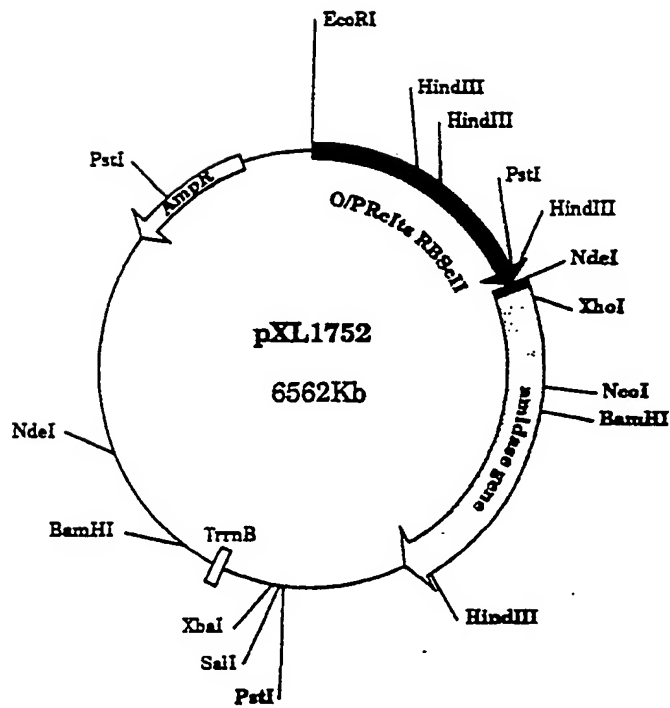 EcoRI
HindIII
HindIII
PstI
HindIII
NdeI
XhoI
NcoI
BamHI
HindIII
PstI
SalI
XbaI
TrrnB
BamHI
NdeI
PstI
AmpR
O/PRcIts RBScII
amidase gene
pXL1752
6562Kb